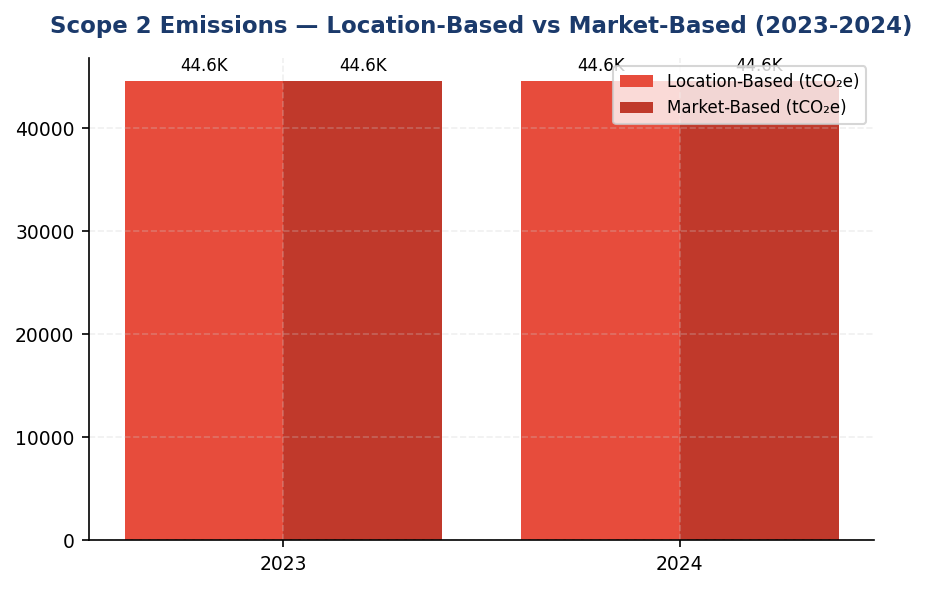 Scope 2 Emissions — Location-Based vs Market-Based (2023-2024)
44.6K 44.6K 44.6K 44.6K
Location-Based (tCO₂e)
Market-Based (tCO₂e)
40000
30000
20000
10000
0
2023 2024